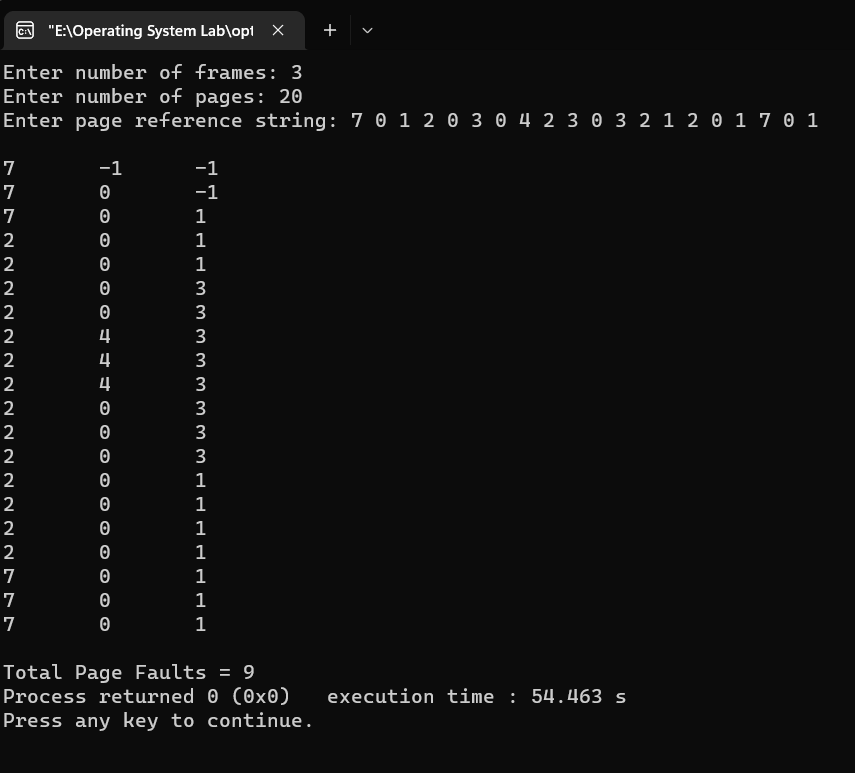 "E:\Operating System Lab\opt
Enter number of frames: 3
Enter number of pages: 20
Enter page reference string: 7 0 1 2 0 3 0 4 2 3 0 3 2 1 2 0 1 7 0 1
7 -1 -1
7 0 -1
7 0 1
2 0 1
2 0 1
2 0 3
2 0 3
2 4 3
2 4 3
2 4 3
2 0 3
2 0 3
2 0 3
2 0 1
2 0 1
2 0 1
2 0 1
7 0 1
7 0 1
7 0 1
Total Page Faults = 9
Process returned 0 (0x0)   execution time : 54.463 s
Press any key to continue.